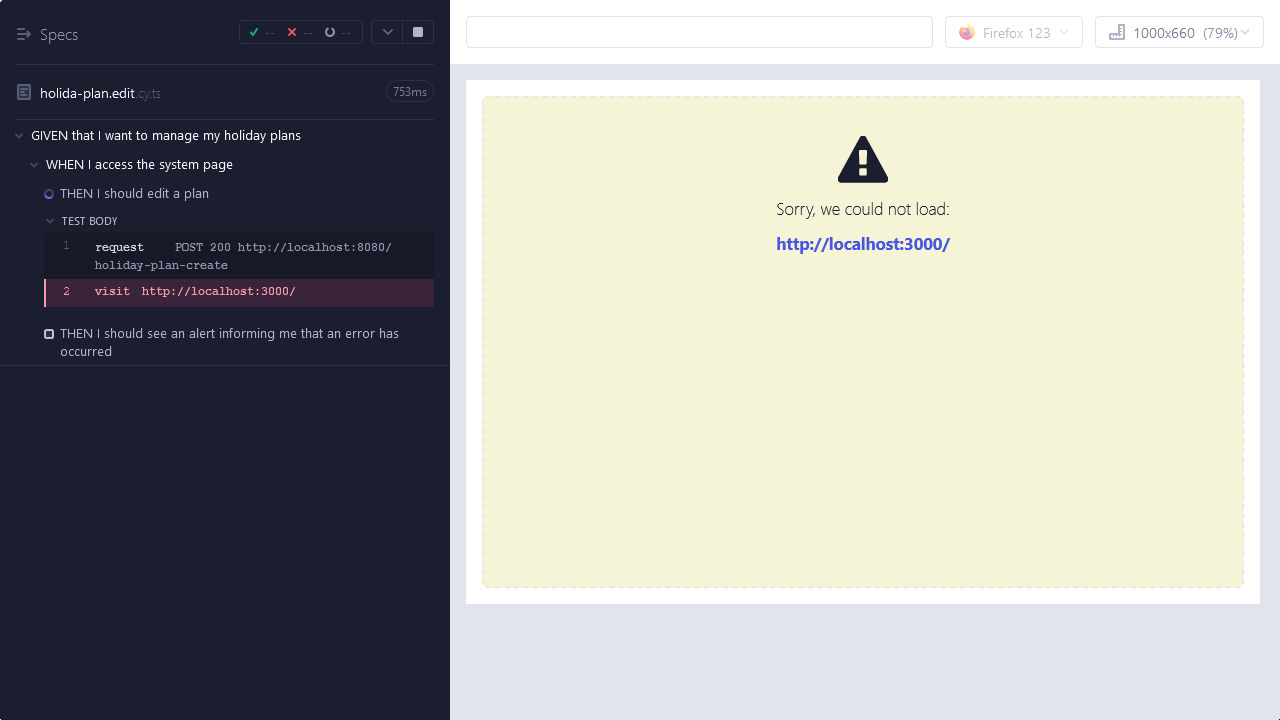 Specs
-- -- --
Firefox 123
1000x660 (79%)
holida-plan.edit.cy.ts
753ms
GIVEN that I want to manage my holiday plans
WHEN I access the system page
THEN I should edit a plan
TEST BODY
1 request POST 200 http://localhost:8080/
holiday-plan-create
2 visit http://localhost:3000/
THEN I should see an alert informing me that an error has
occurred
Sorry, we could not load:
http://localhost:3000/